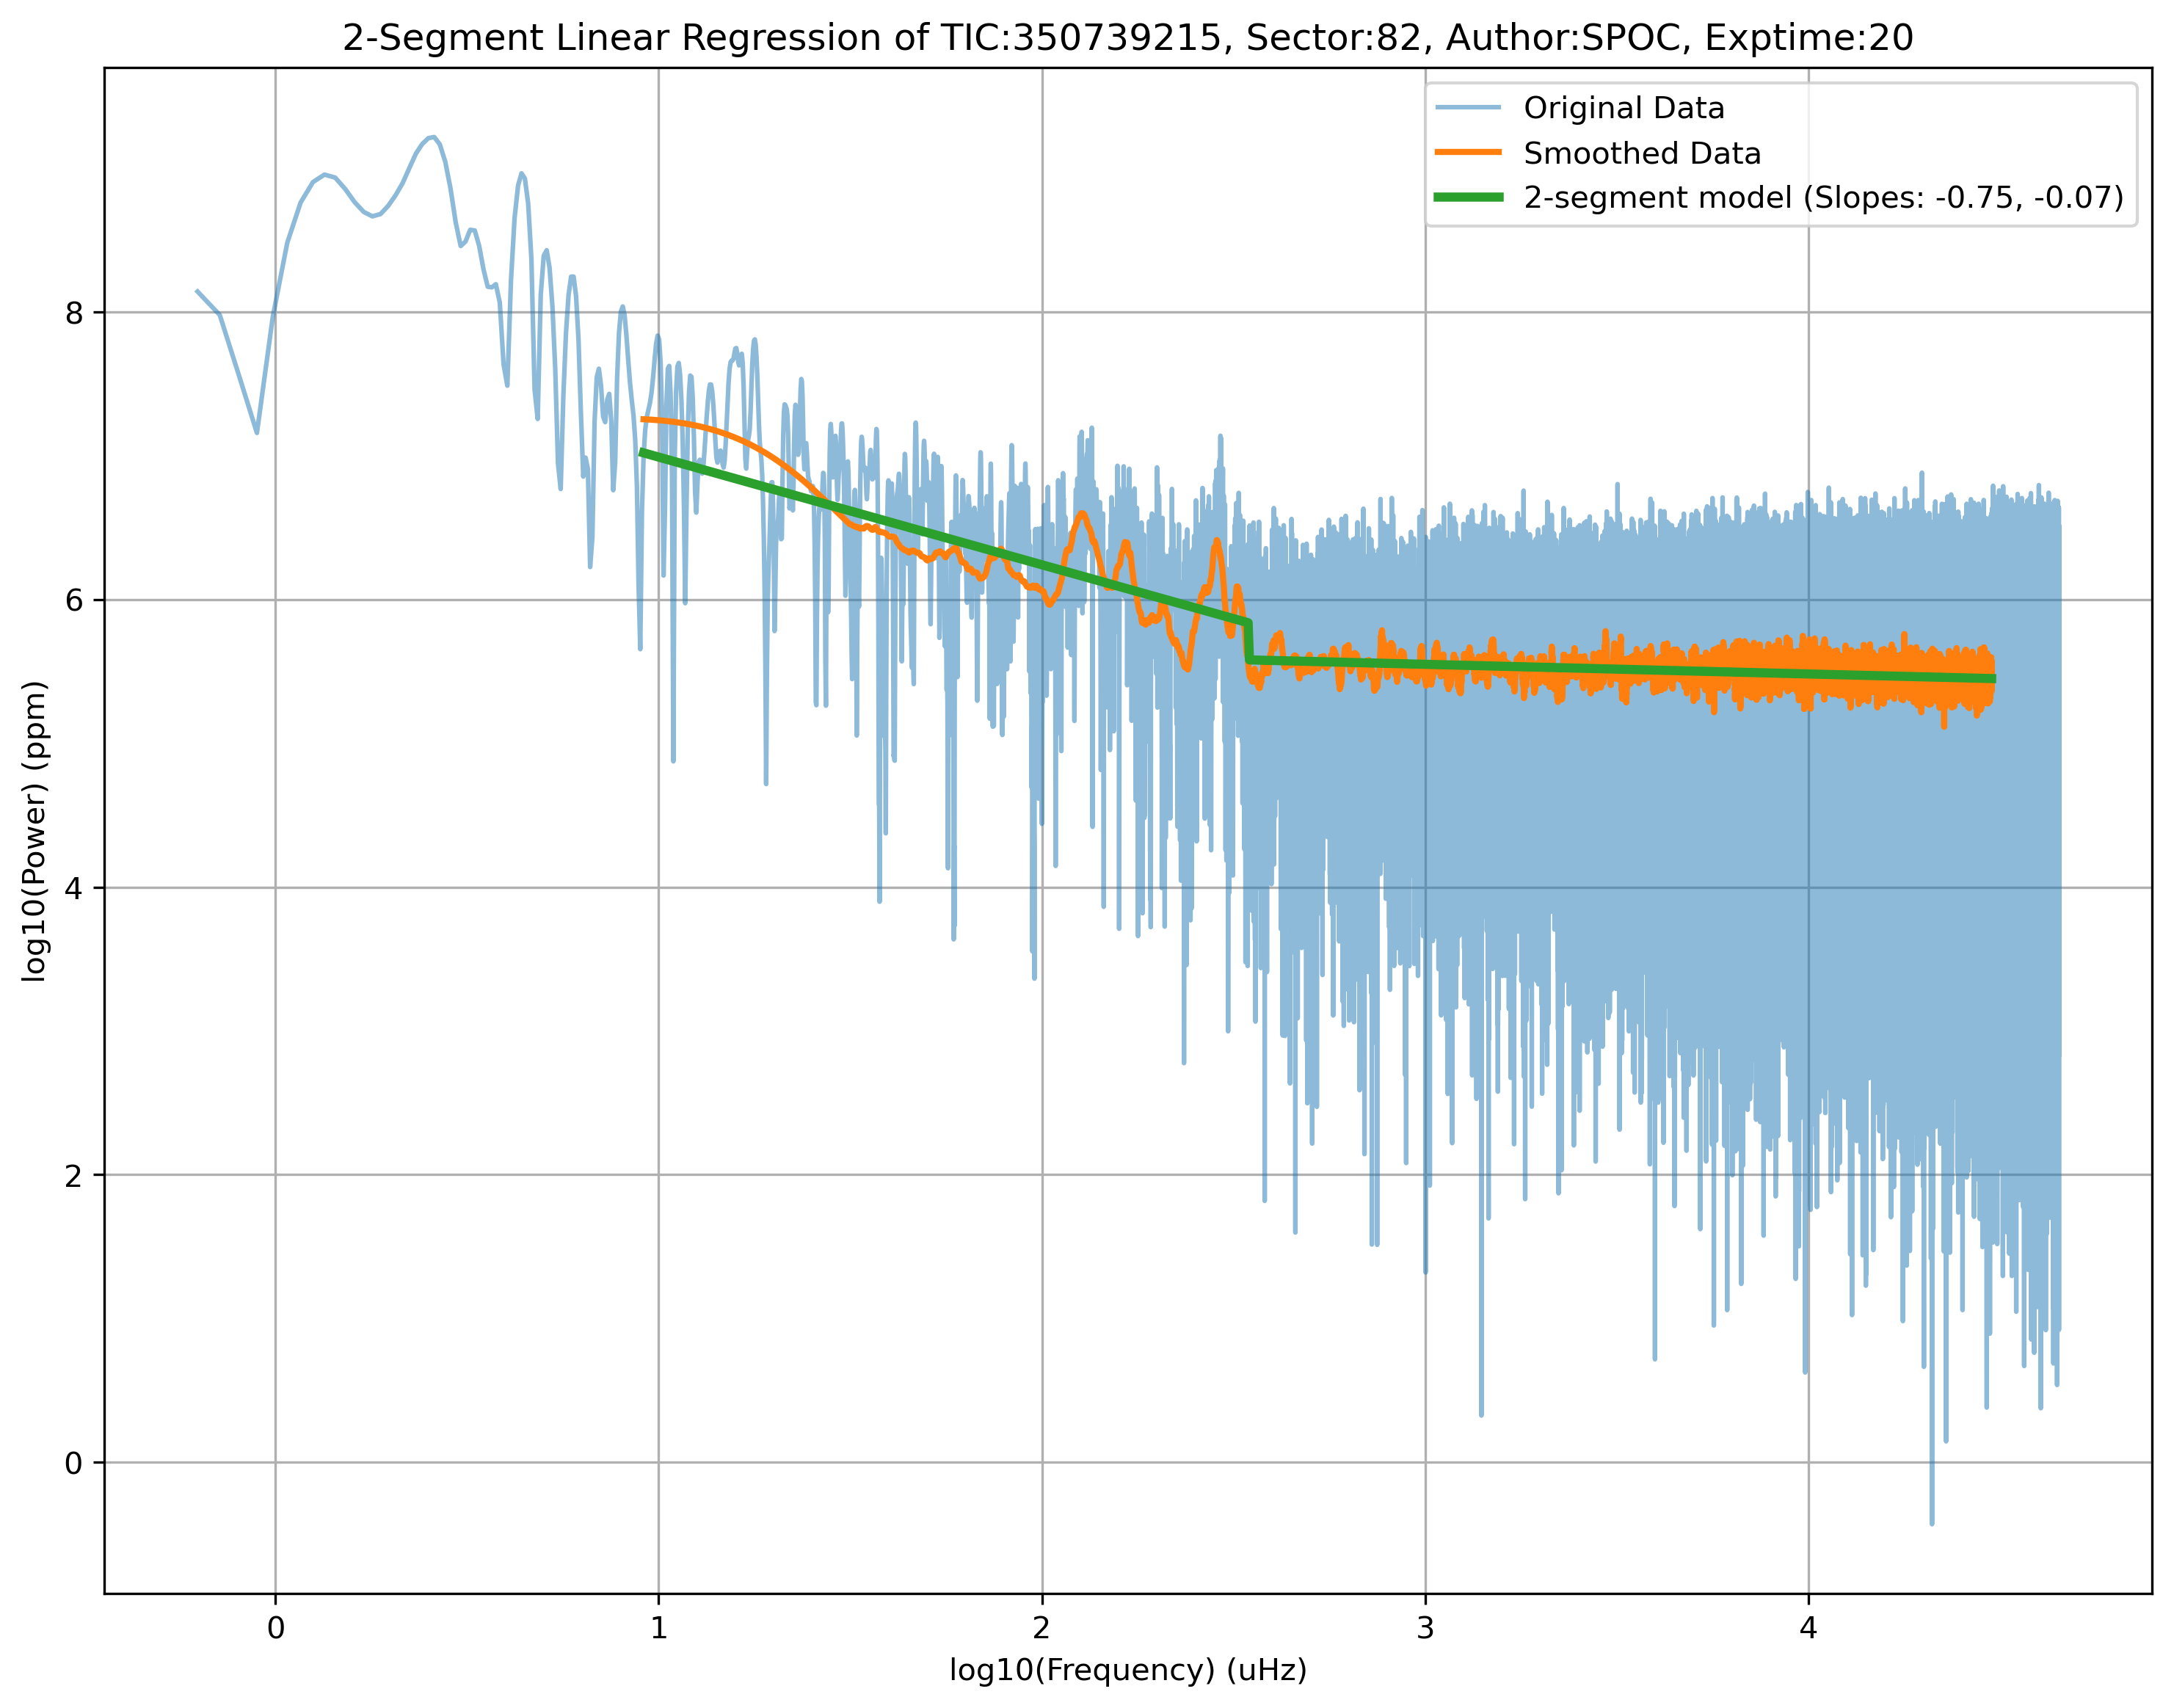 2-Segment Linear Regression of TIC:350739215, Sector:82, Author:SPOC, Exptime:20
Original Data
Smoothed Data
2-segment model (Slopes: -0.75, -0.07)
8
6
4
2
0
log10(Power) (ppm)
0 1 2 3 4
log10(Frequency) (uHz)